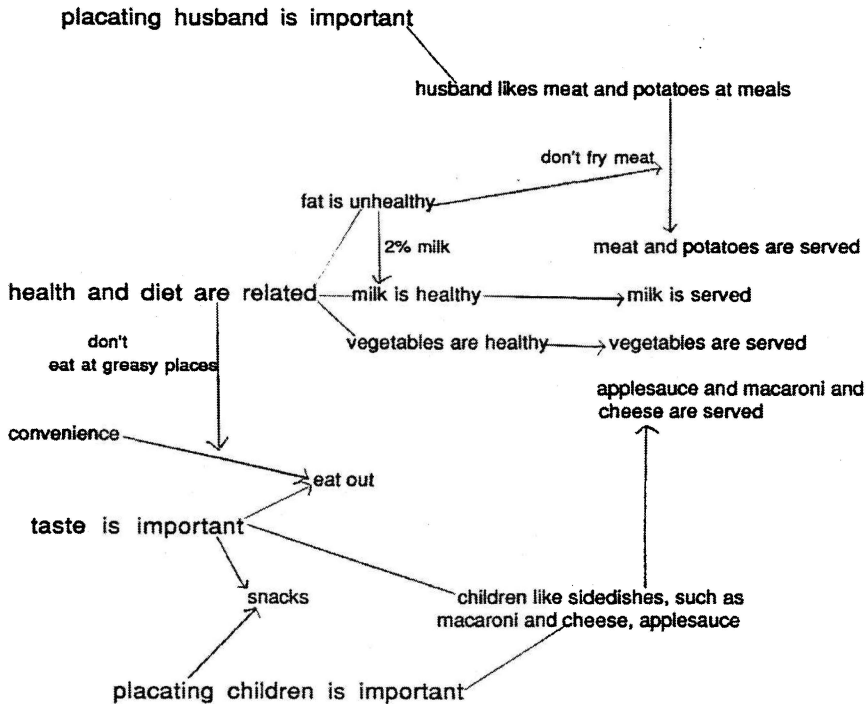 placating husband is important
husband likes meat and potatoes at meals
don't fry meat
fat is unhealthy
2% milk
meat and potatoes are served
health and diet are related
milk is healthy
milk is served
don't
eat at greasy places
vegetables are healthy
vegetables are served
applesauce and macaroni and
cheese are served
convenience
eat out
taste is important
snacks
children like sidedishes, such as
macaroni and cheese, applesauce
placating children is important